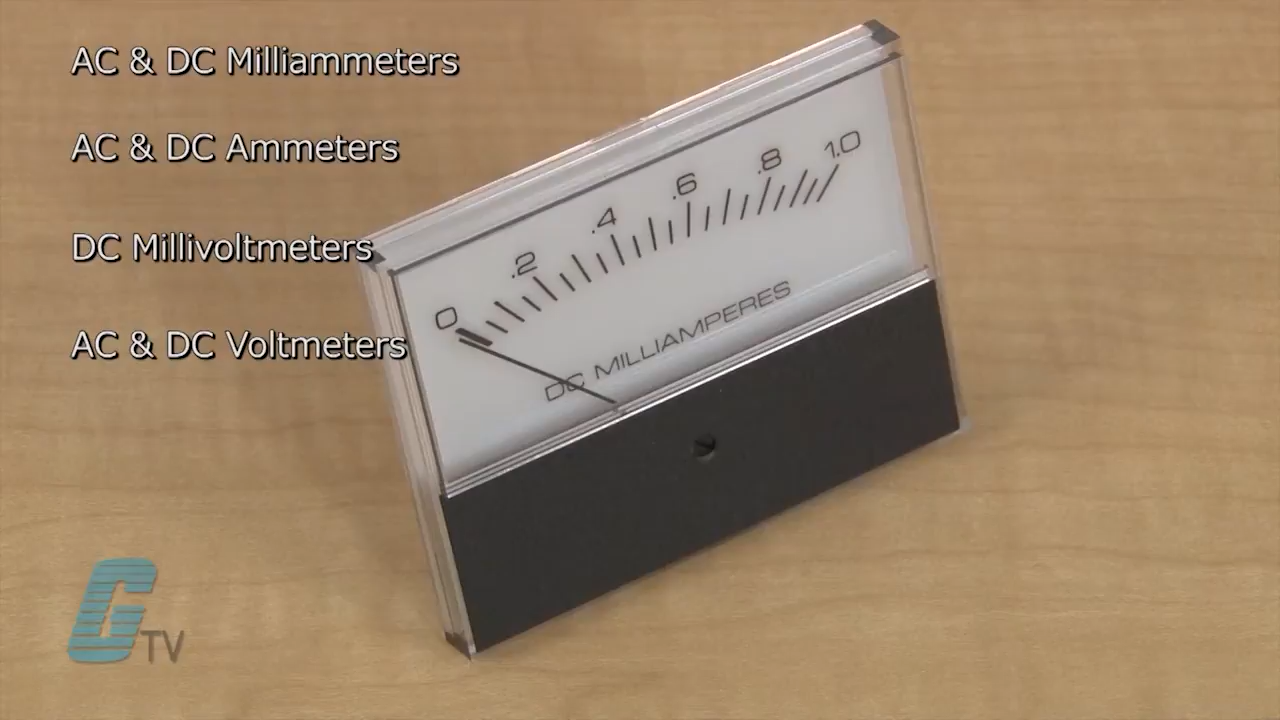 AC & DC Milliammeters
AC & DC Ammeters
DC Millivoltmeters
AC & DC Voltmeters
0 .2 .4 .6 .8 1.0
DC MILLIAMPERES
G TV